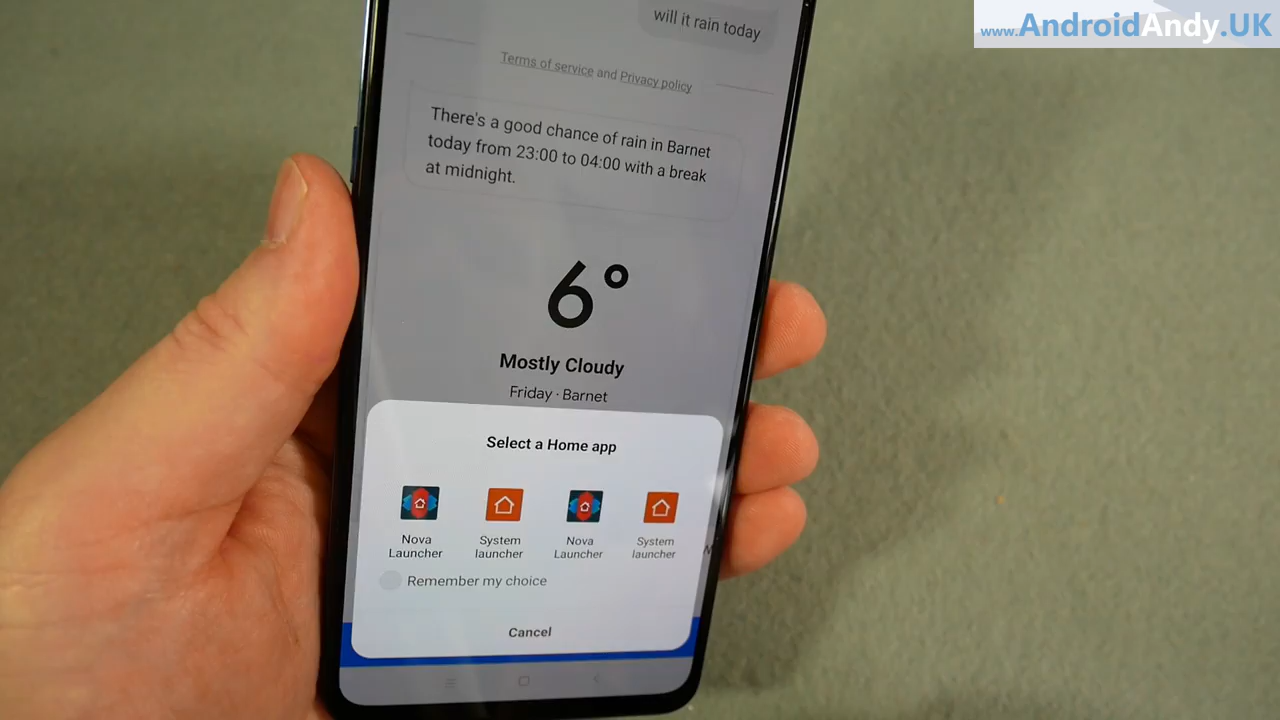 www.AndroidAndy.UK
will it rain today
Terms of service and Privacy policy
There's a good chance of rain in Barnet
today from 23:00 to 04:00 with a break
at midnight.
6°
Mostly Cloudy
Friday · Barnet
Select a Home app
Nova
Launcher
System
launcher
Nova
Launcher
System
launcher
Remember my choice
Cancel